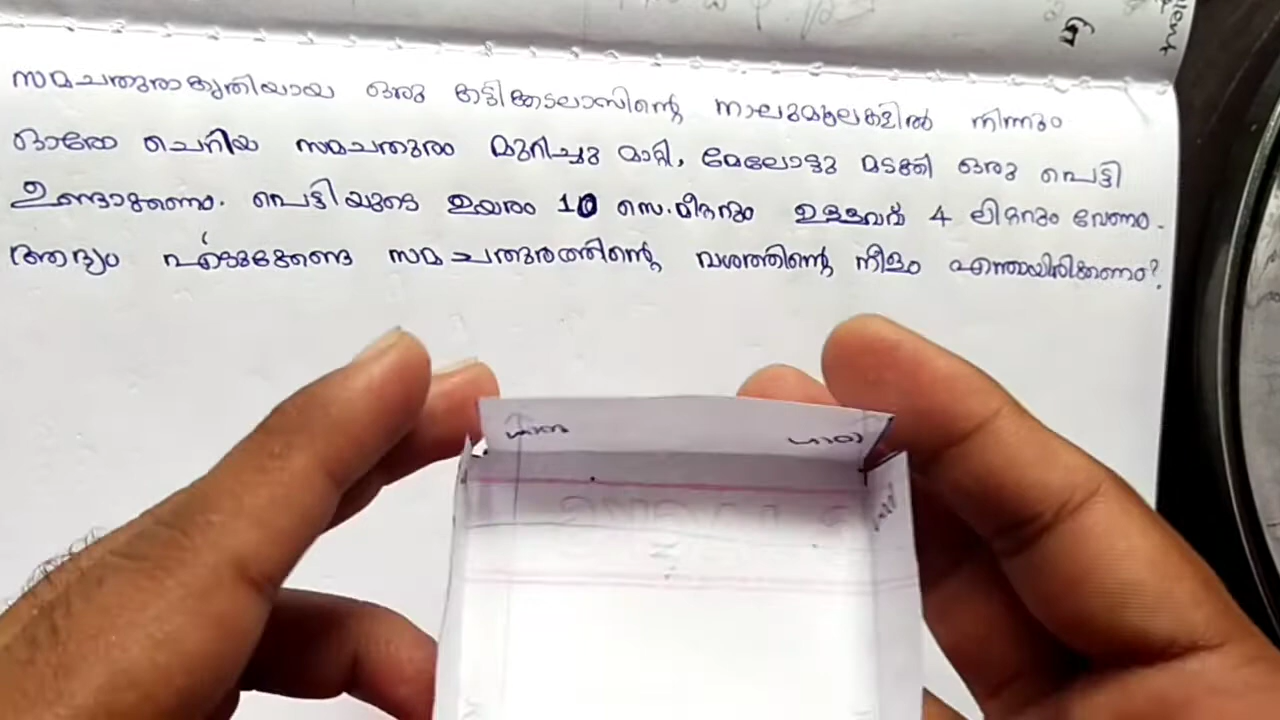 സമചതുരാകൃതിയായ ഒരു കട്ടിക്കടലാസിന്റെ നാലുമൂലകളിൽ നിന്നും
ഓരോ ചെറിയ സമചതുരം മുറിച്ചു മാറ്റി, മേലോട്ടു മടക്കി ഒരു പെട്ടി
ഉണ്ടാക്കണം. പെട്ടിയുടെ ഉയരം 10 സെ.മീറ്ററും ഉള്ളളവ് 4 ലിറ്ററും വേണം.
ആദ്യം എടുക്കേണ്ട സമചതുരത്തിന്റെ വശത്തിന്റെ നീളം എന്തായിരിക്കണം?